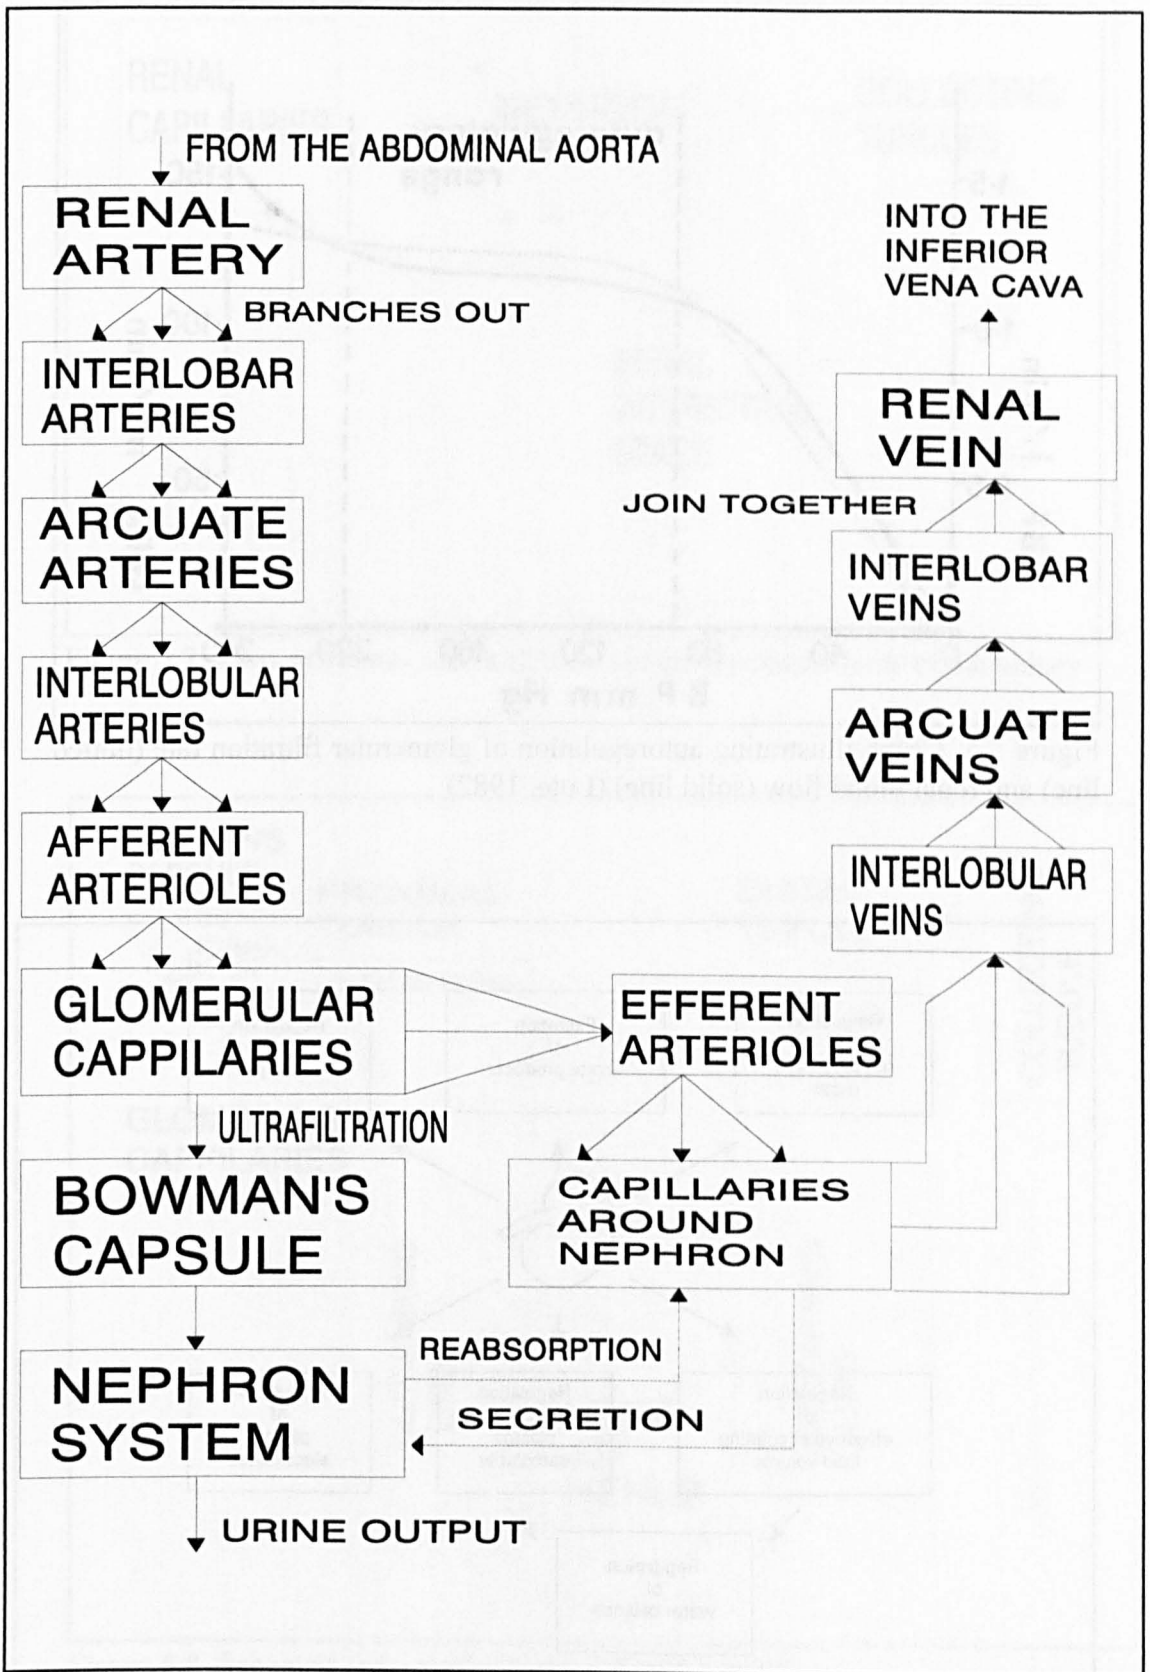 FROM THE ABDOMINAL AORTA
RENAL
ARTERY
BRANCHES OUT
INTERLOBAR
ARTERIES
ARCUATE
ARTERIES
INTERLOBULAR
ARTERIES
AFFERENT
ARTERIOLES
GLOMERULAR
CAPPILARIES
ULTRAFILTRATION
BOWMAN'S
CAPSULE
NEPHRON
SYSTEM
URINE OUTPUT
REABSORPTION
SECRETION
EFFERENT
ARTERIOLES
CAPILLARIES
AROUND
NEPHRON
INTERLOBULAR
VEINS
ARCUATE
VEINS
INTERLOBAR
VEINS
JOIN TOGETHER
RENAL
VEIN
INTO THE
INFERIOR
VENA CAVA